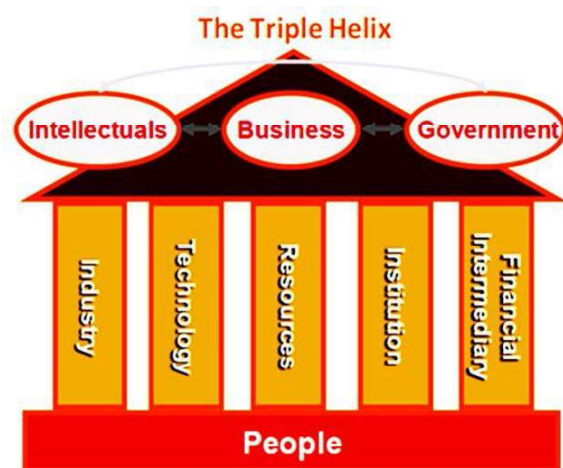 The Triple Helix
Intellectuals
Business
Government
Industry
Technology
Resources
Institution
Financial
Intermediary
People